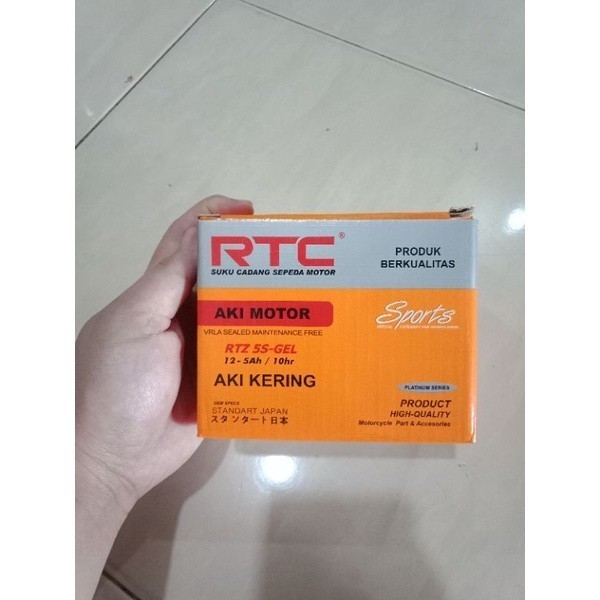 RTC®
SUKU CADANG SEPEDA MOTOR
PRODUK
BERKUALITAS
AKI MOTOR
VRLA SEALED MAINTENANCE FREE
RTZ 5S-GEL
12 - 5Ah / 10hr
AKI KERING
OEM SPECS
STANDART JAPAN
スタンタート日本
Sports
PLATINUM SERIES
PRODUCT
HIGH-QUALITY
Motorcycle Part & Accesories